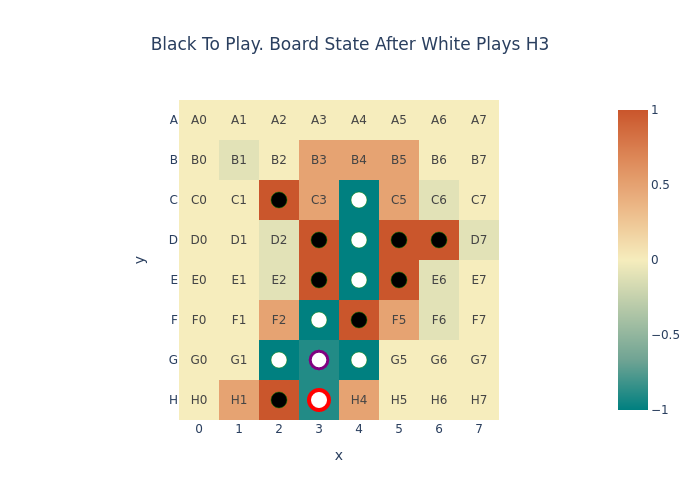 Black To Play. Board State After White Plays H3
A A0 A1 A2 A3 A4 A5 A6 A7
B B0 B1 B2 B3 B4 B5 B6 B7
C C0 C1 C3 C5 C6 C7
D D0 D1 D2 D7
E E0 E1 E2 E6 E7
F F0 F1 F2 F5 F6 F7
G G0 G1 G5 G6 G7
H H0 H1 H4 H5 H6 H7
0 1 2 3 4 5 6 7
x
y
1
0.5
0
−0.5
−1